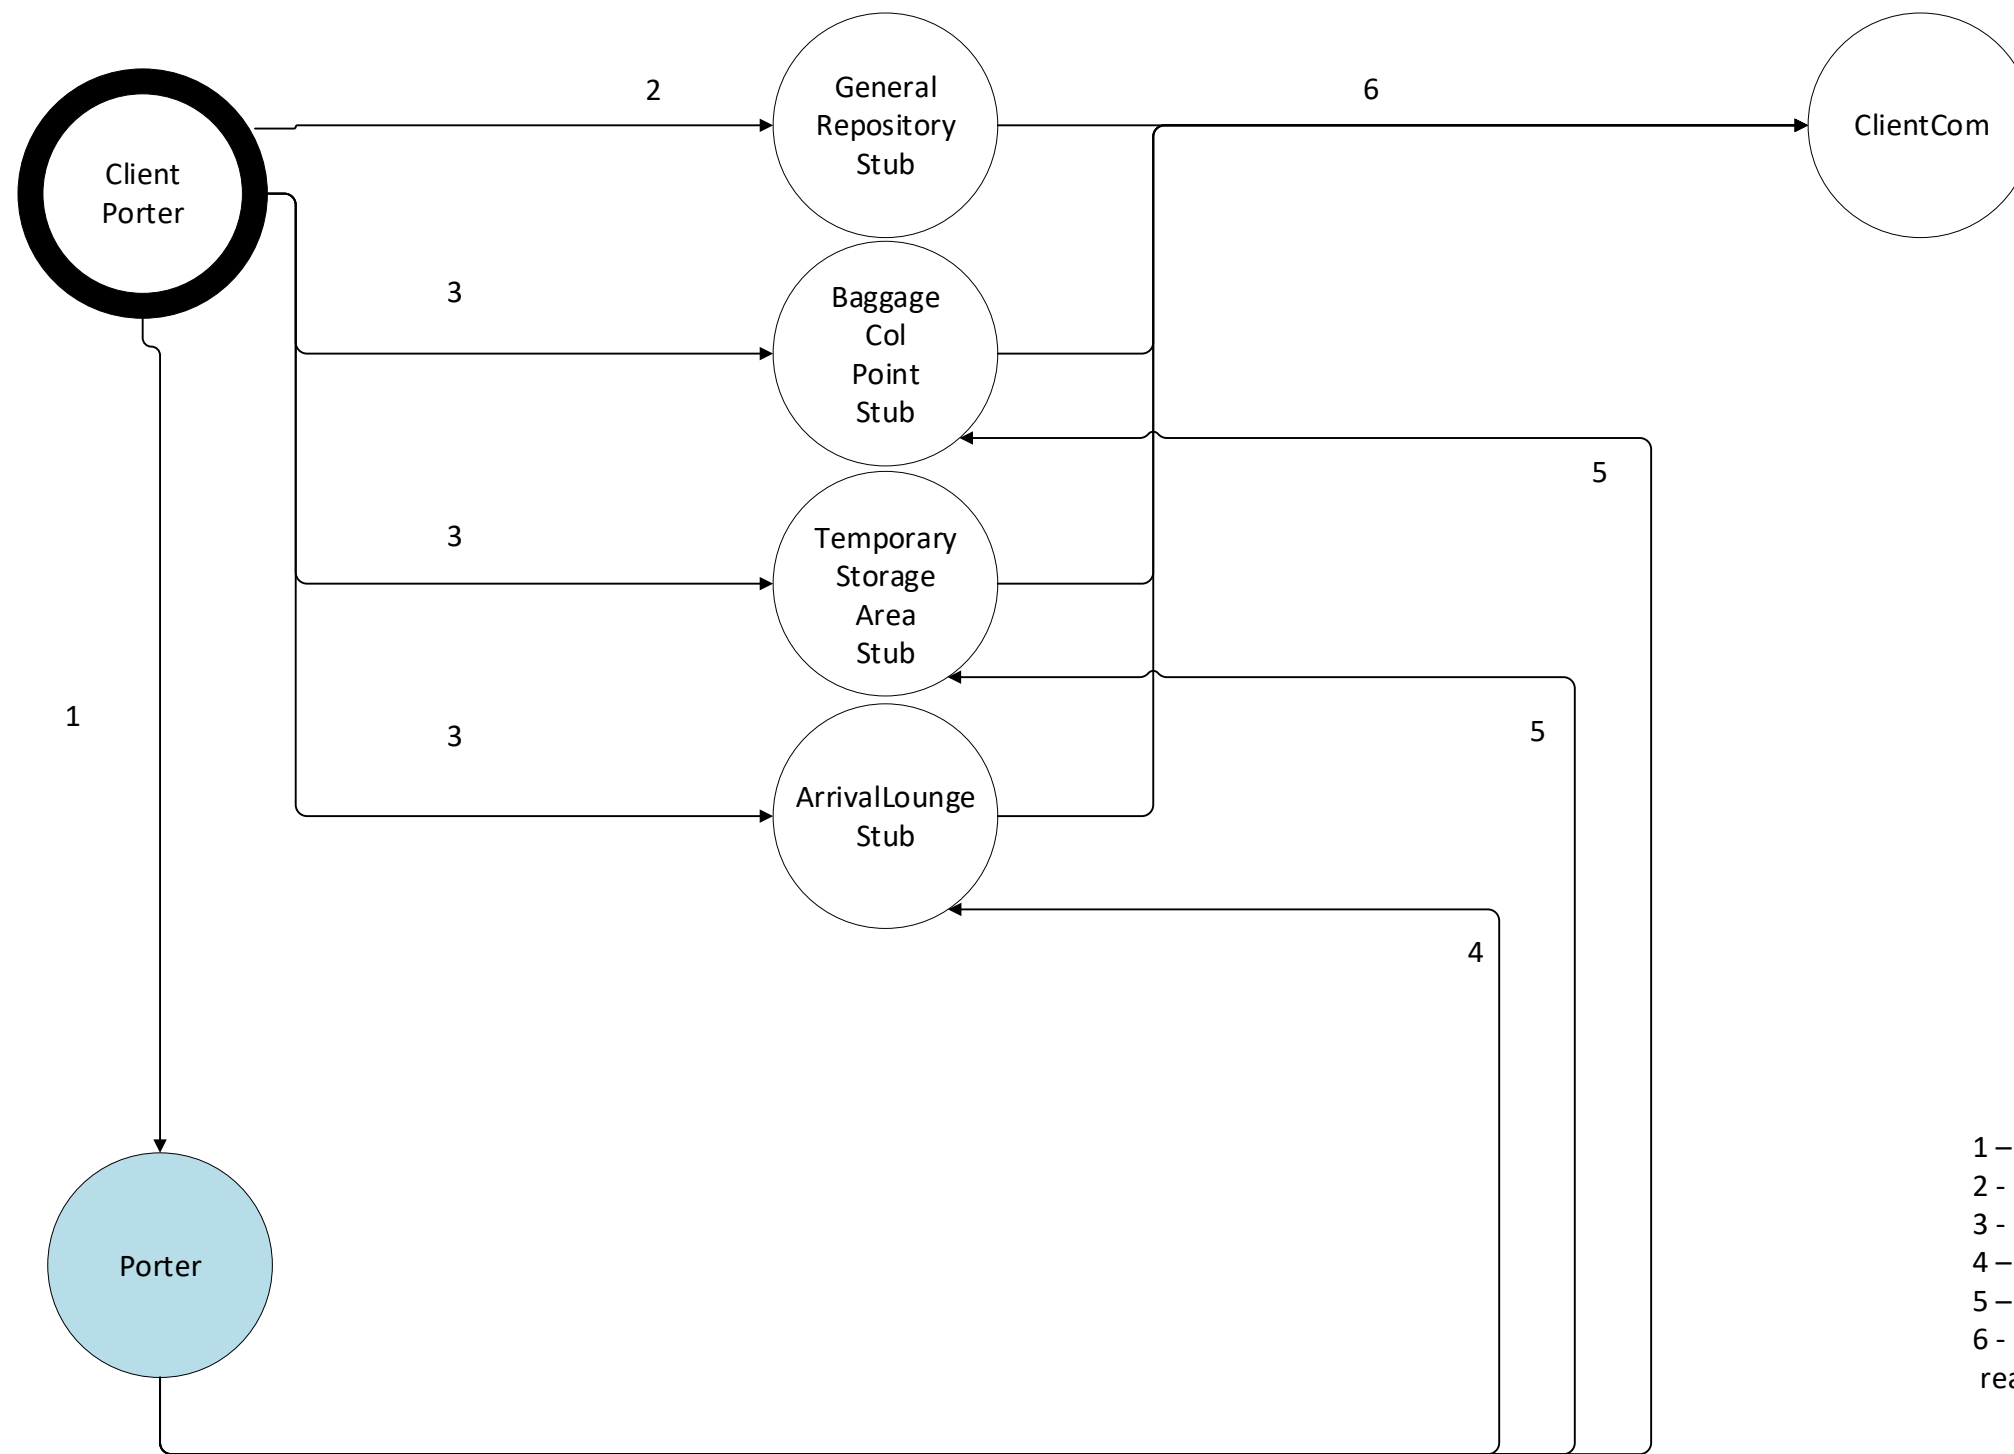 Client
Porter
2
General
Repository
Stub
6
ClientCom
3
Baggage
Col
Point
Stub
5
3
Temporary
Storage
Area
Stub
5
1
3
ArrivalLounge
Stub
4
Porter
1 –
2 -
3 -
4 –
5 –
6 -